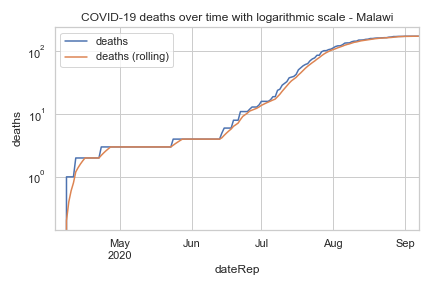 COVID-19 deaths over time with logarithmic scale - Malawi
deaths
deaths (rolling)
10²
10¹
10⁰
deaths
May
2020
Jun
Jul
Aug
Sep
dateRep